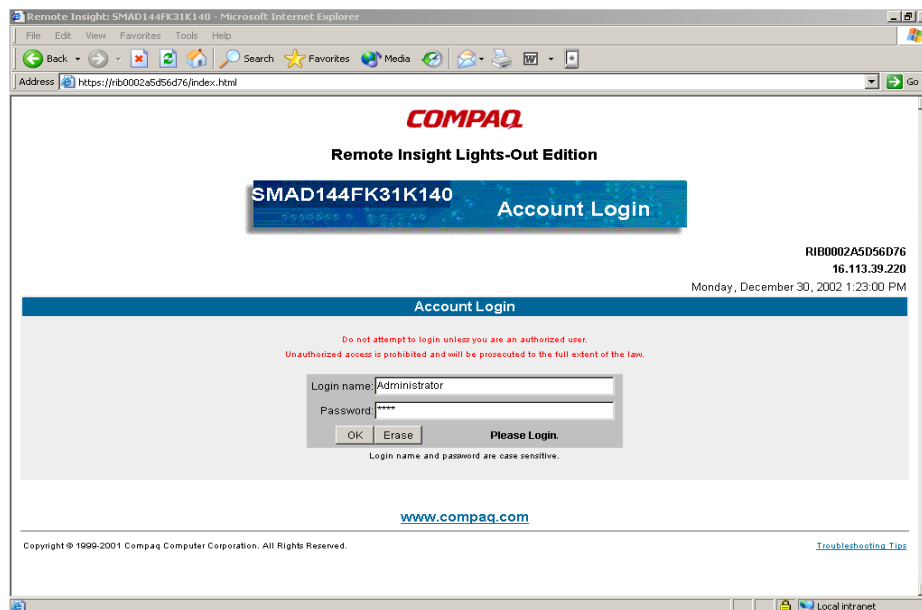 Remote Insight: SMAD144FK31K140 - Microsoft Internet Explorer
File Edit View Favorites Tools Help
Back Search Favorites Media
Address https://rib0002a5d56d76/index.html Go
COMPAQ
Remote Insight Lights-Out Edition
SMAD144FK31K140
Account Login
RIB0002A5D56D76
16.113.39.220
Monday, December 30, 2002 1:23:00 PM
Account Login
Do not attempt to login unless you are an authorized user.
Unauthorized access is prohibited and will be prosecuted to the full extent of the law.
Login name: Administrator
Password: ****
OK Erase Please Login.
Login name and password are case sensitive.
www.compaq.com
Copyright © 1999-2001 Compaq Computer Corporation. All Rights Reserved. Troubleshooting Tips
Local intranet